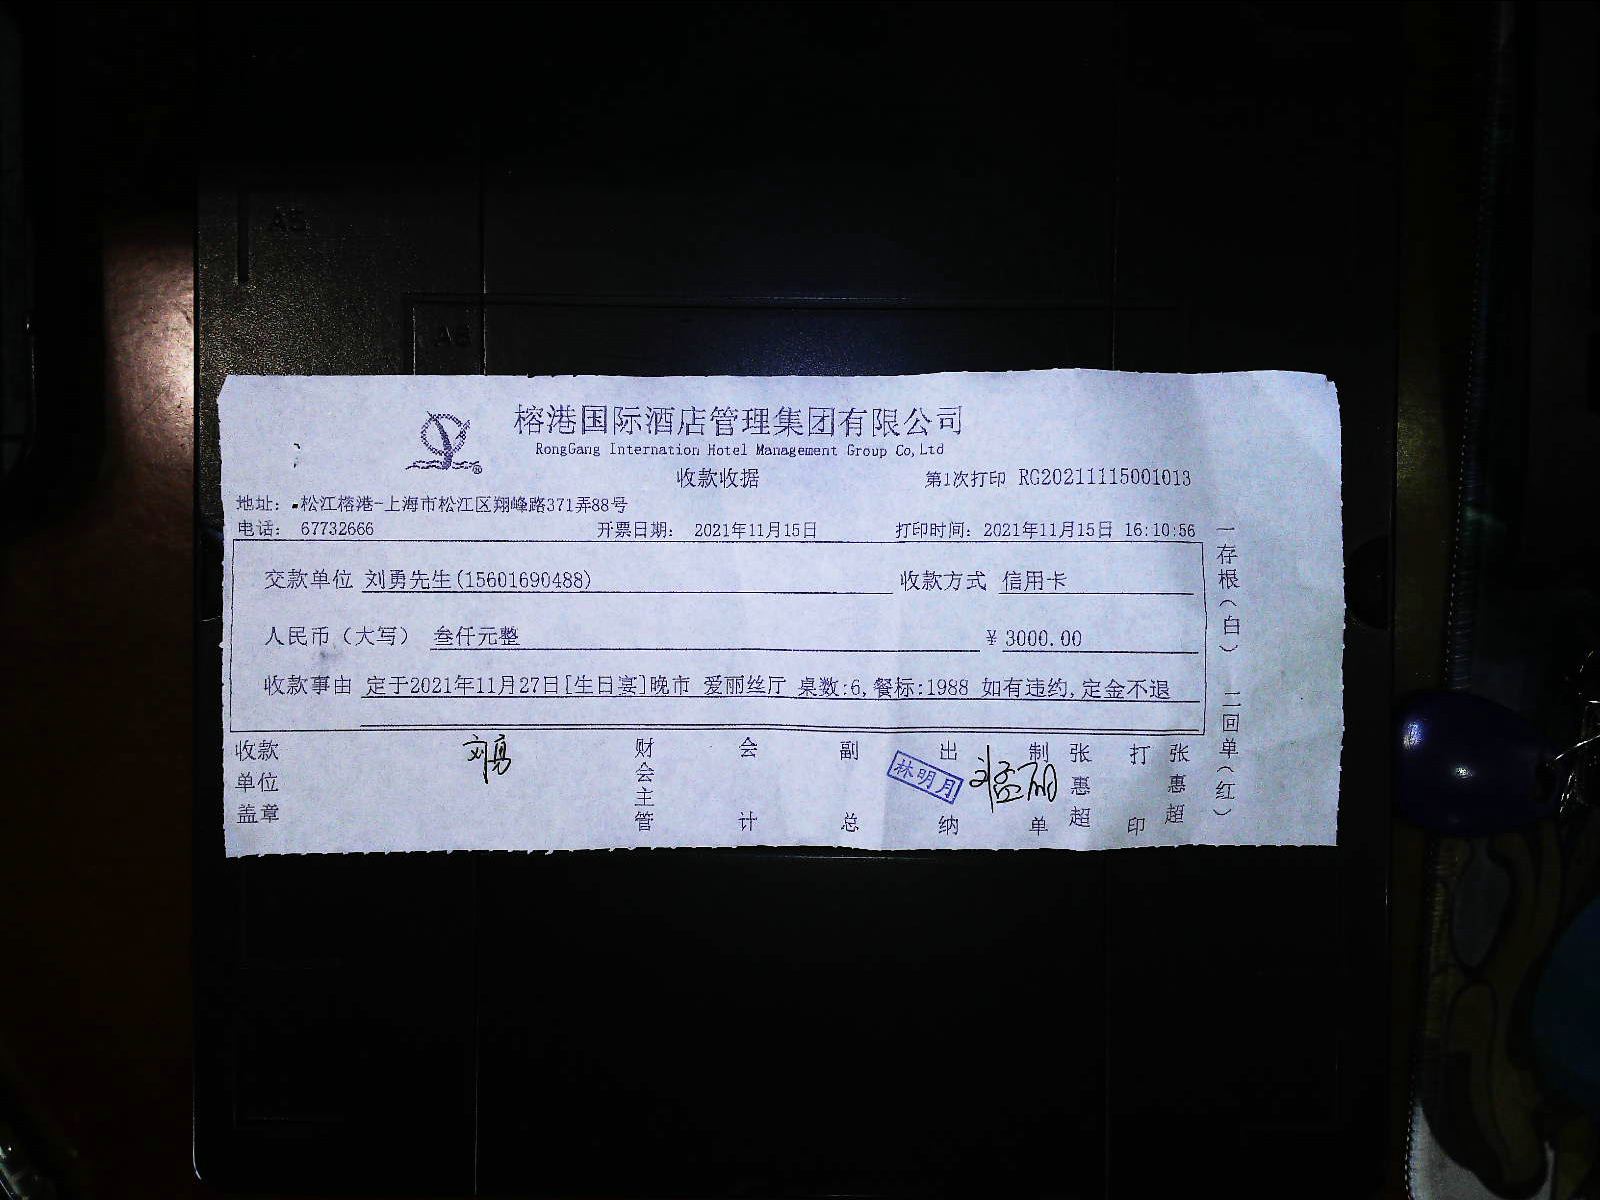 A5
A6
榕港国际酒店管理集团有限公司
RongGang Internation Hotel Management Group Co,Ltd
收款收据
第1次打印 RG20211115001013
地址: 松江榕港-上海市松江区翔峰路371弄88号
电话: 67732666 开票日期: 2021年11月15日 打印时间: 2021年11月15日 16:10:56
交款单位 刘勇先生(15601690488) 收款方式 信用卡
人民币（大写） 叁仟元整 ¥ 3000.00
收款事由 定于2021年11月27日[生日宴]晚市 爱丽丝厅 桌数:6,餐标:1988 如有违约,定金不退
收款单位盖章 刘勇 财会主管 会计 副总 出纳 林明月 制单 张惠超 打印 张惠超
一存根（白） 二回单（红）